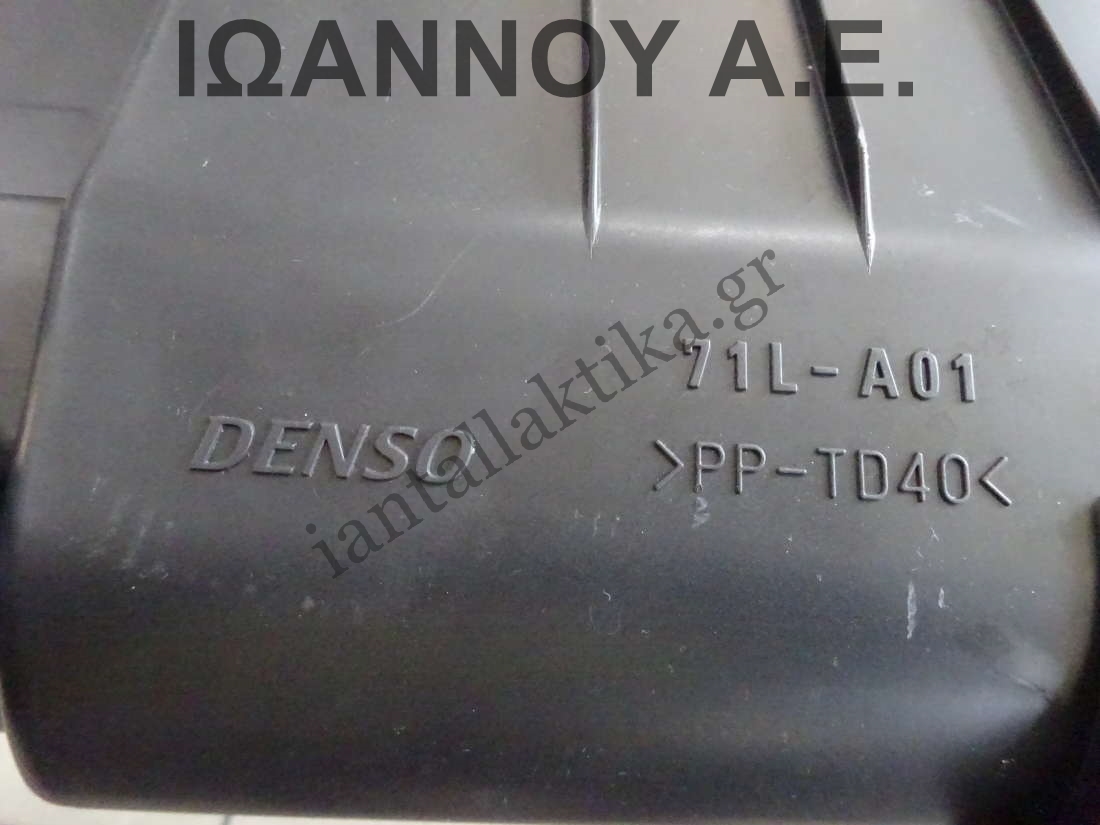 ΙΩΑΝΝΟΥ Α.Ε.
iantallaktika.gr
71L-A01
DENSO
>PP-TD40<